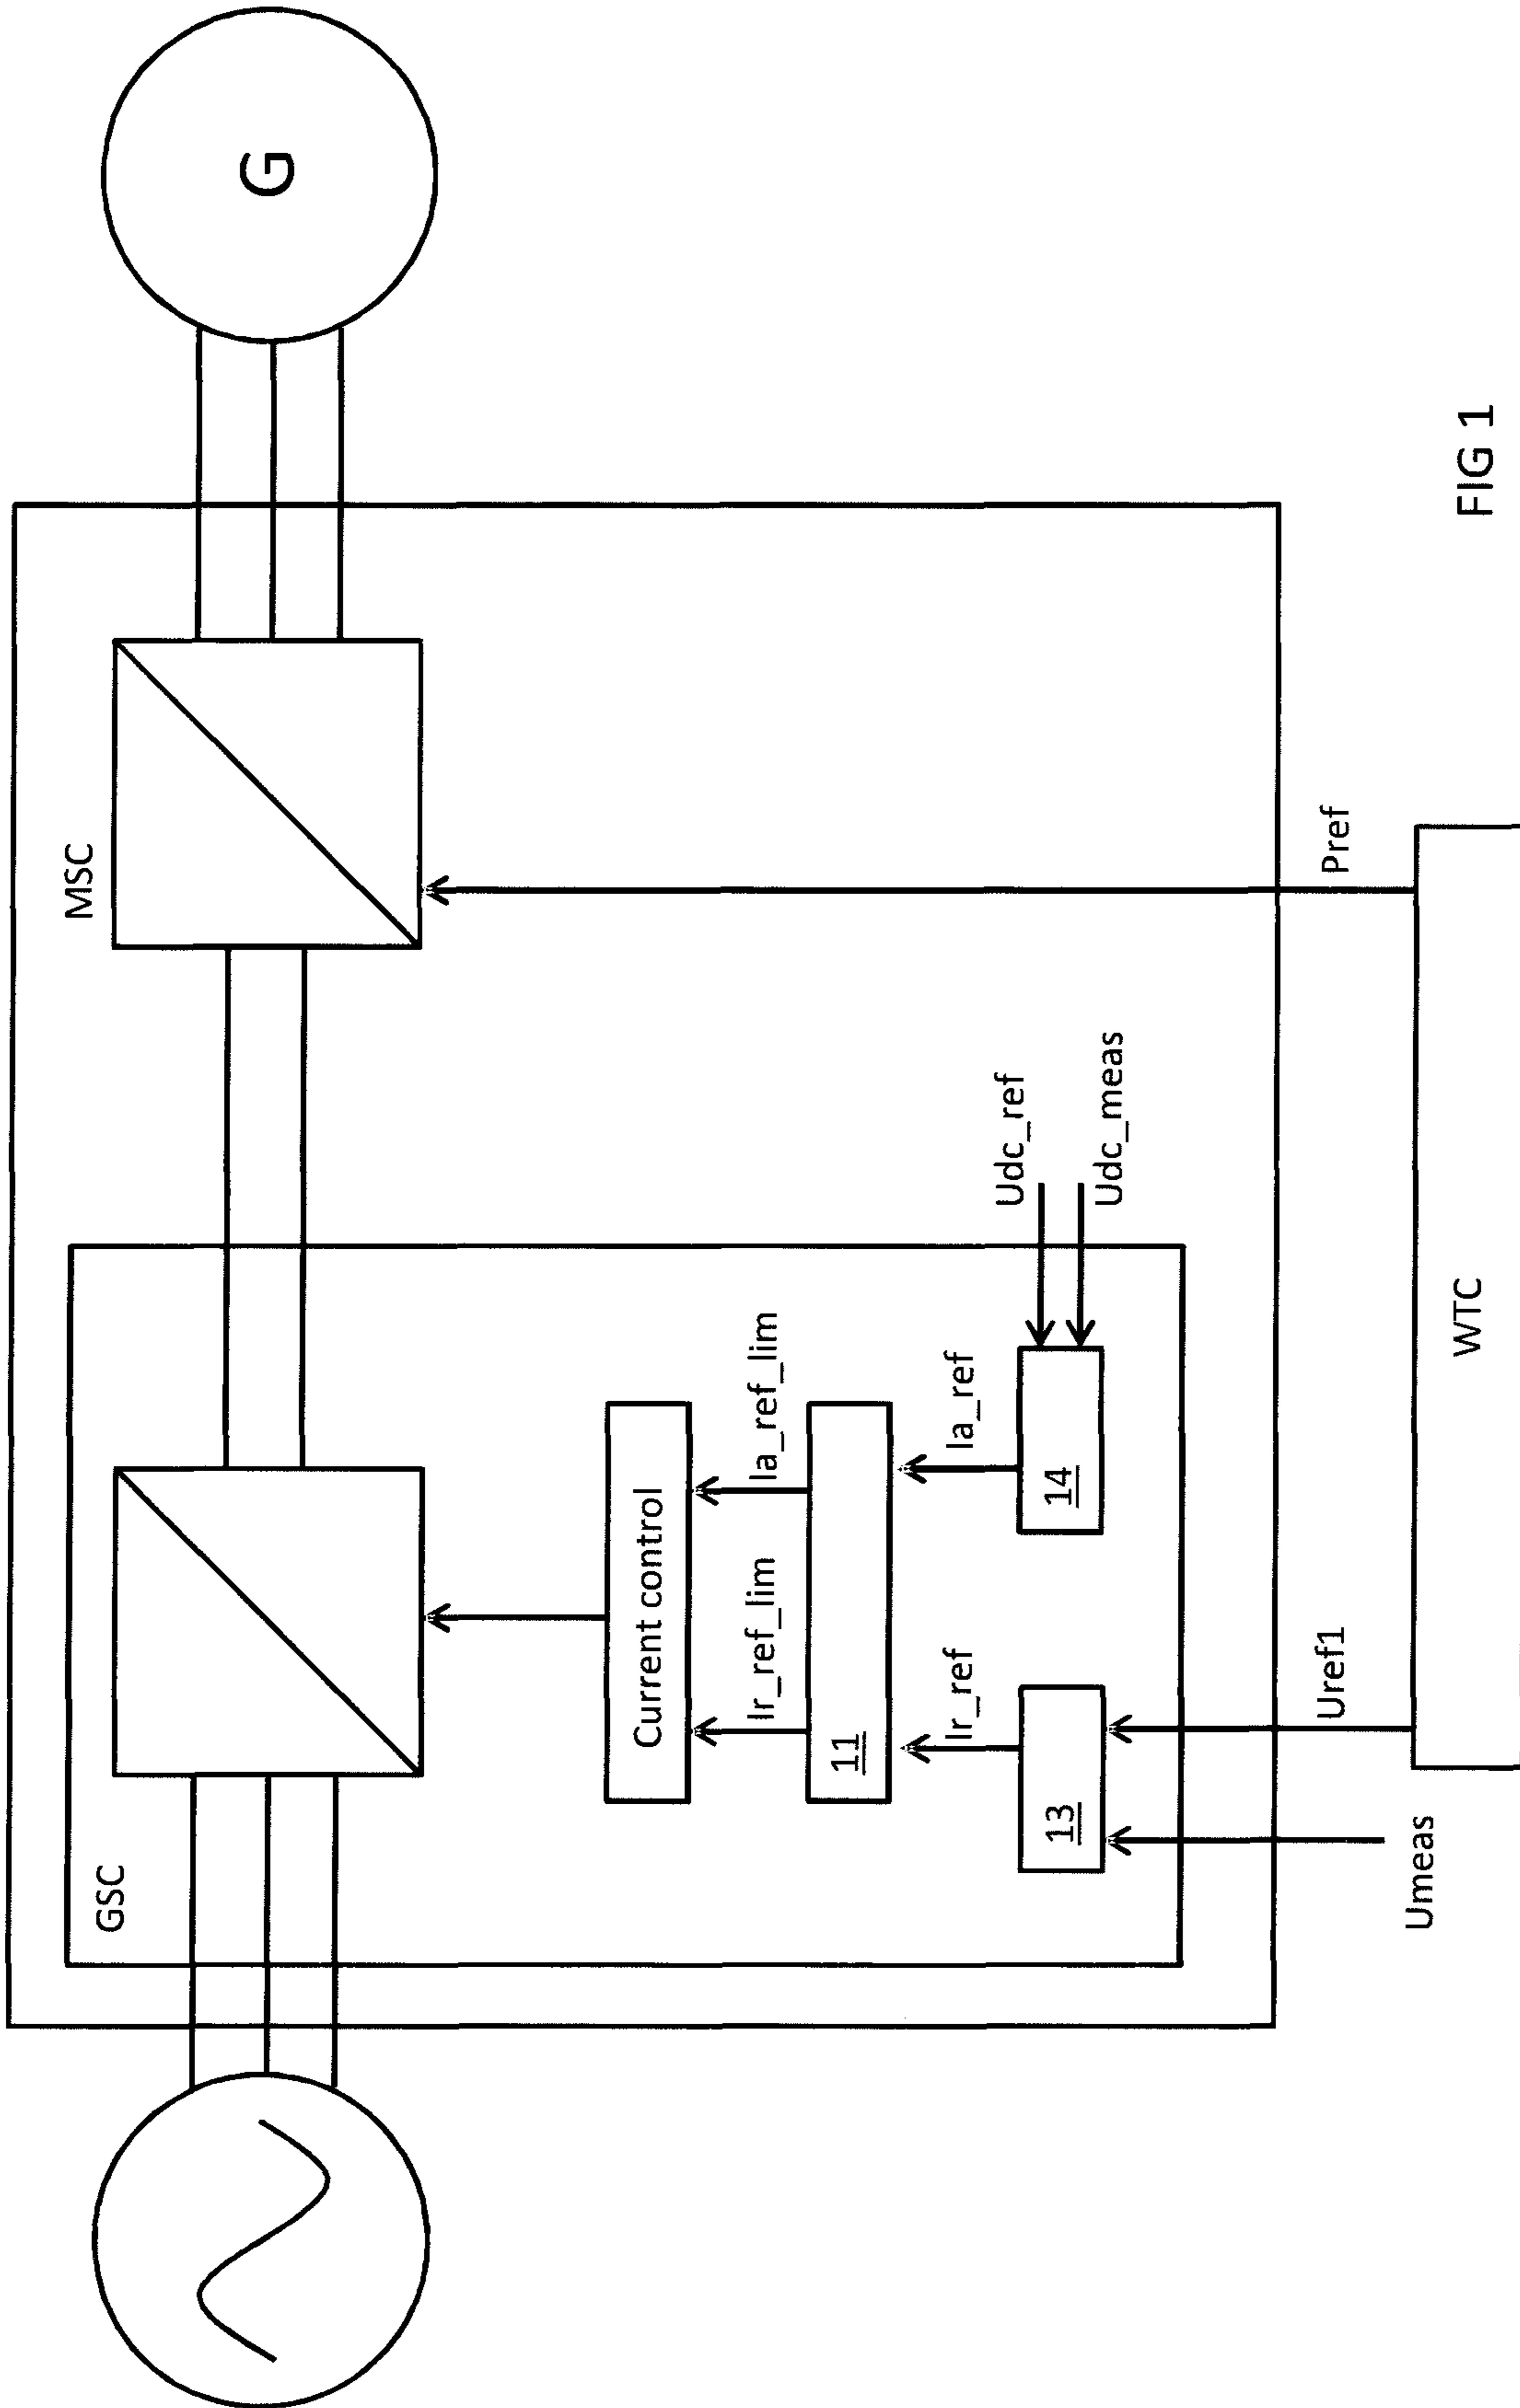 G
MSC
GSC
Current control
Ir_ref_lim
Ia_ref_lim
11
Ir_ref
Ia_ref
13
14
Udc_ref
Udc_meas
Umeas
Uref1
Pref
WTC
FIG 1